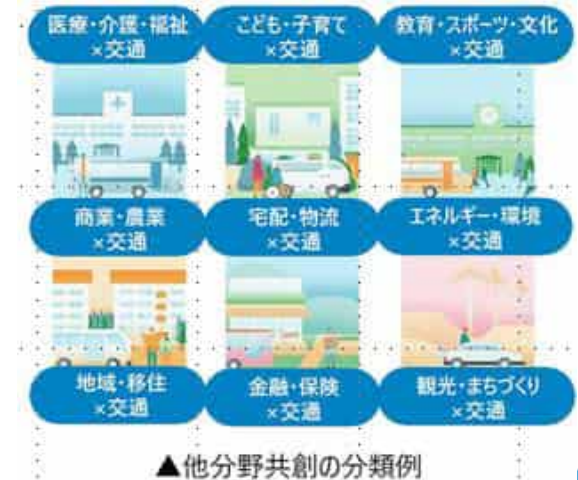 医療・介護・福祉
×交通
こども・子育て
×交通
教育・スポーツ・文化
×交通
商業・農業
×交通
宅配・物流
×交通
エネルギー・環境
×交通
地域・移住
×交通
金融・保険
×交通
観光・まちづくり
×交通
▲他分野共創の分類例